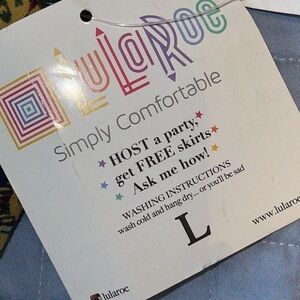 LuLaRoe
Simply Comfortable
HOST a party,
get FREE skirts
Ask me how!
WASHING INSTRUCTIONS
wash cold and hang dry... or you'll be sad
L
www.lularoe.
lularoe